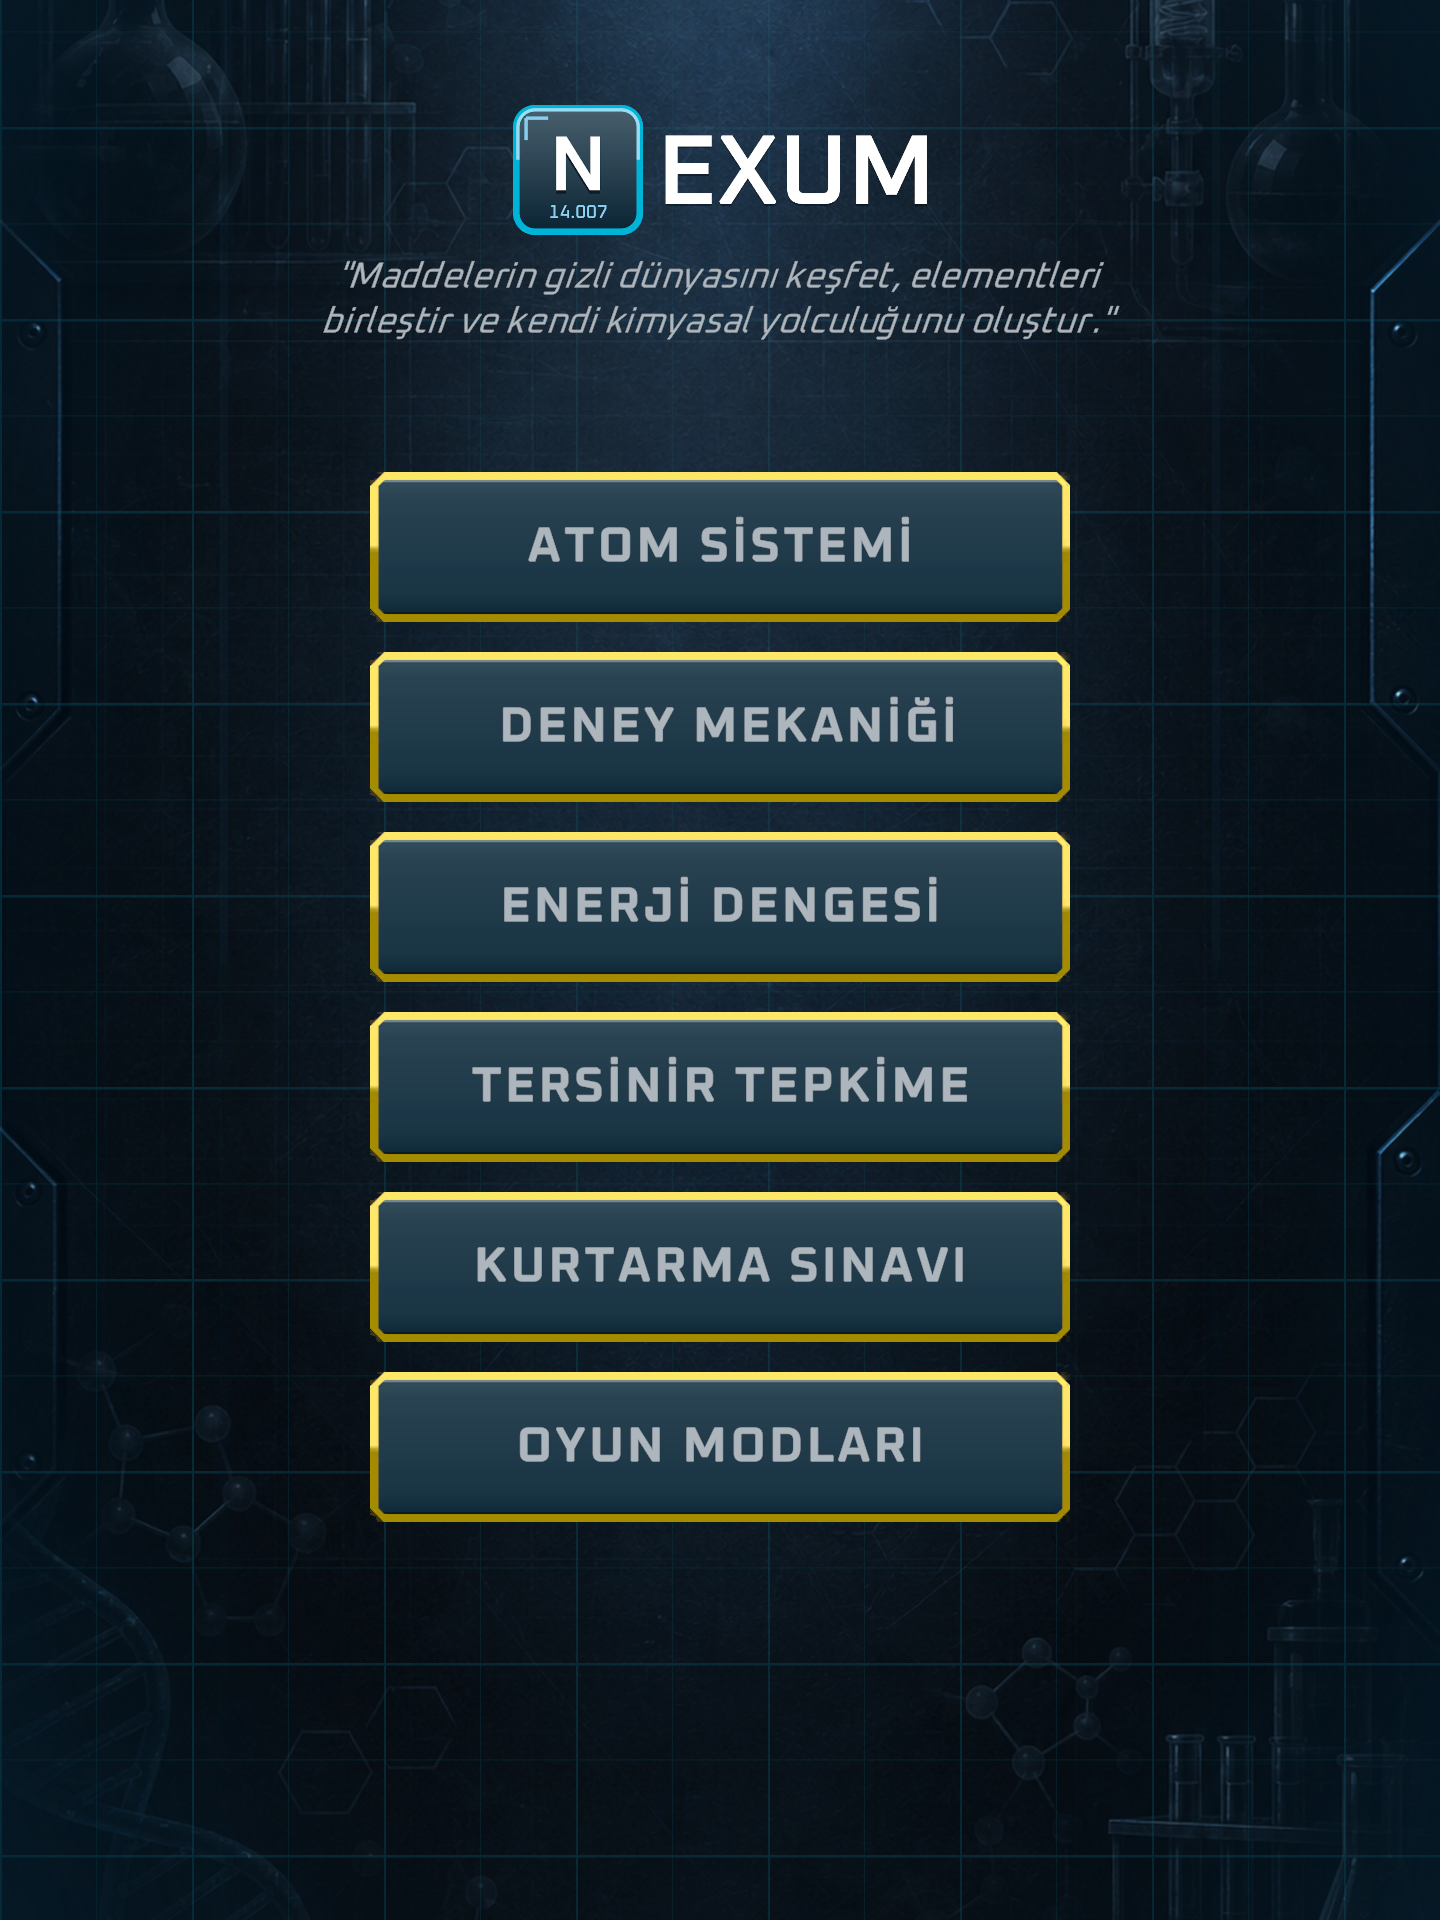 N EXUM
14.007
"Maddelerin gizli dünyasını keşfet, elementleri
birleştir ve kendi kimyasal yolculuğunu oluştur."
ATOM SİSTEMİ
DENEY MEKANİĞİ
ENERJİ DENGESİ
TERSİNİR TEPKİME
KURTARMA SINAVI
OYUN MODLARI